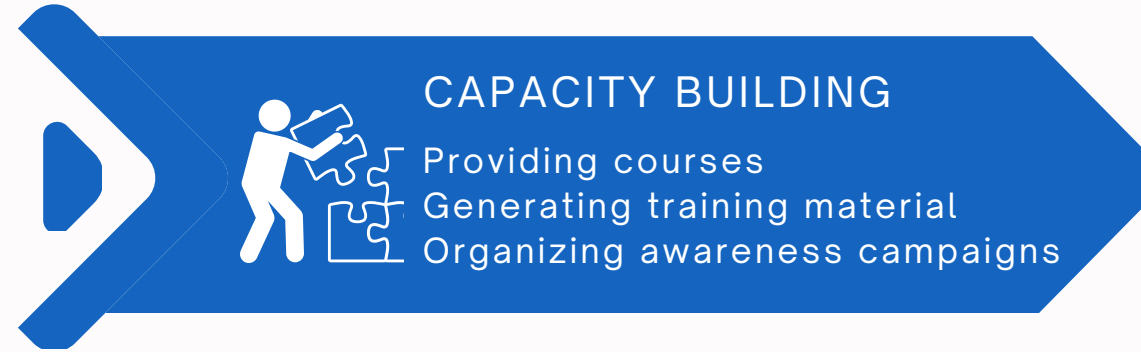 CAPACITY BUILDING
Providing courses
Generating training material
Organizing awareness campaigns